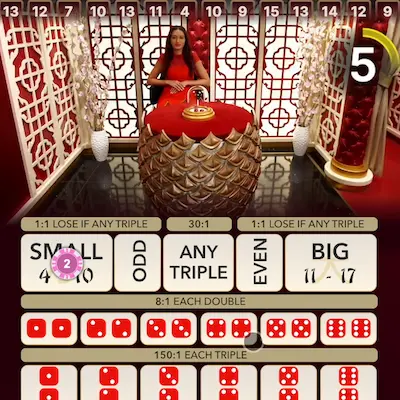 13 12 7 10 13 11 4 10 9 13 14 12 9
5
1:1 LOSE IF ANY TRIPLE 30:1 1:1 LOSE IF ANY TRIPLE
SMALL ODD ANY TRIPLE EVEN BIG
4 - 10 11 - 17
2
8:1 EACH DOUBLE
150:1 EACH TRIPLE